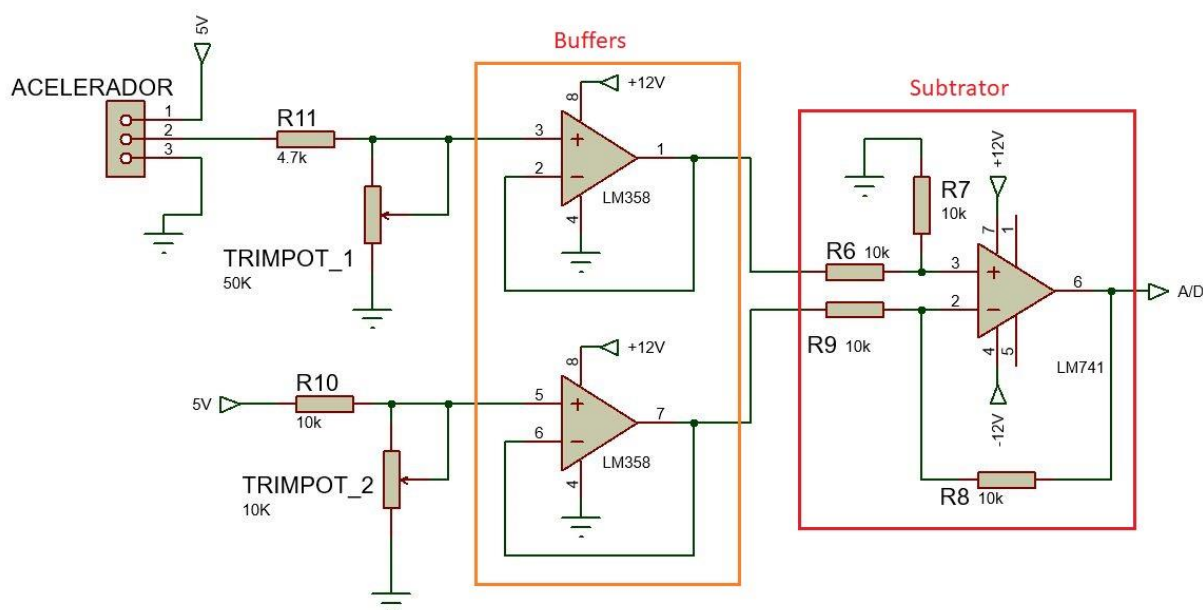 5V
ACELERADOR
1
2
3
R11
4.7k
TRIMPOT_1
50K
Buffers
+12V
8
3
2
1
4
LM358
5V
R10
10k
TRIMPOT_2
10K
+12V
8
5
6
7
4
LM358
Subtrator
R7
10k
+12V
R6 10k
R9 10k
7
1
3
2
6
4
5
A/D
LM741
-12V
R8 10k